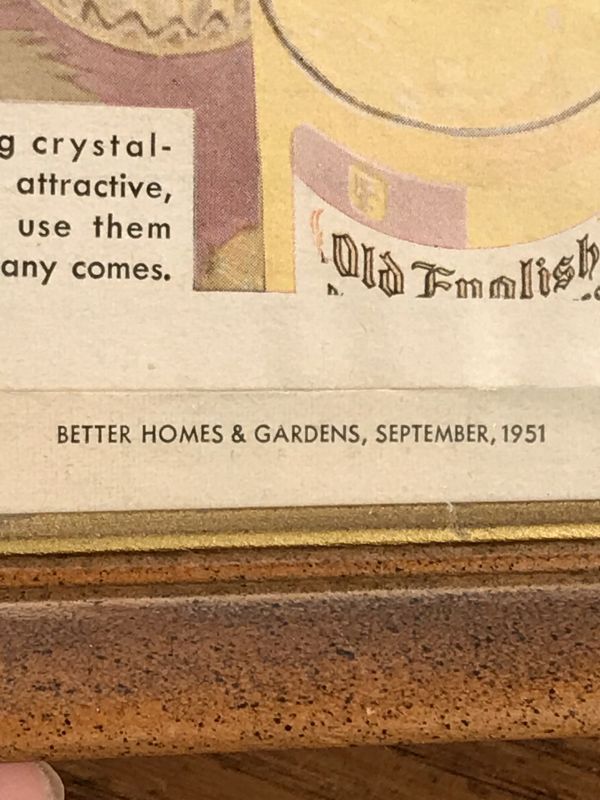 g crystal-
attractive,
use them
any comes.
Old English
BETTER HOMES & GARDENS, SEPTEMBER, 1951